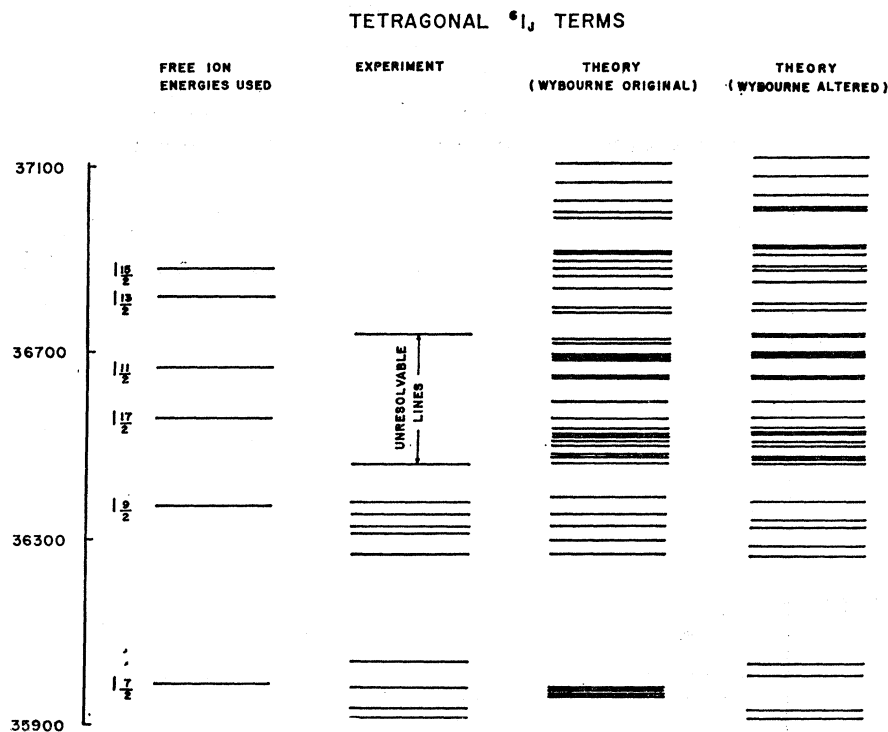 TETRAGONAL ⁶I_J TERMS
FREE ION
ENERGIES USED
EXPERIMENT
THEORY
(WYBOURNE ORIGINAL)
THEORY
(WYBOURNE ALTERED)
37100
I 15/2
I 13/2
36700
I 11/2
UNRESOLVABLE
LINES
I 17/2
I 9/2
36300
I 7/2
35900